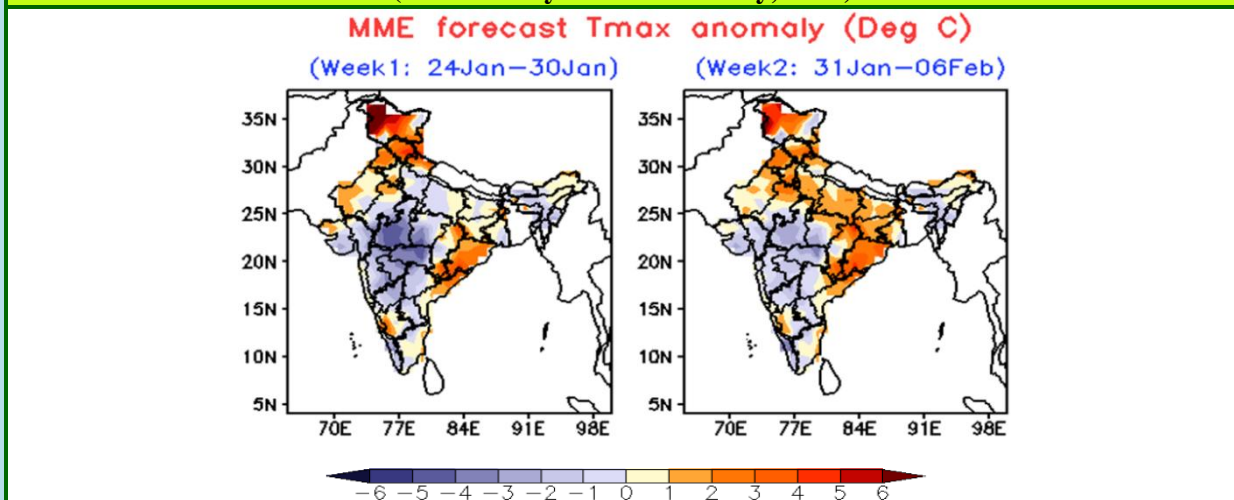 MME forecast Tmax anomaly (Deg C)
(Week1: 24Jan–30Jan)
(Week2: 31Jan–06Feb)
35N
30N
25N
20N
15N
10N
5N
70E 77E 84E 91E 98E
35N
30N
25N
20N
15N
10N
5N
70E 77E 84E 91E 98E
−6 −5 −4 −3 −2 −1 0 1 2 3 4 5 6